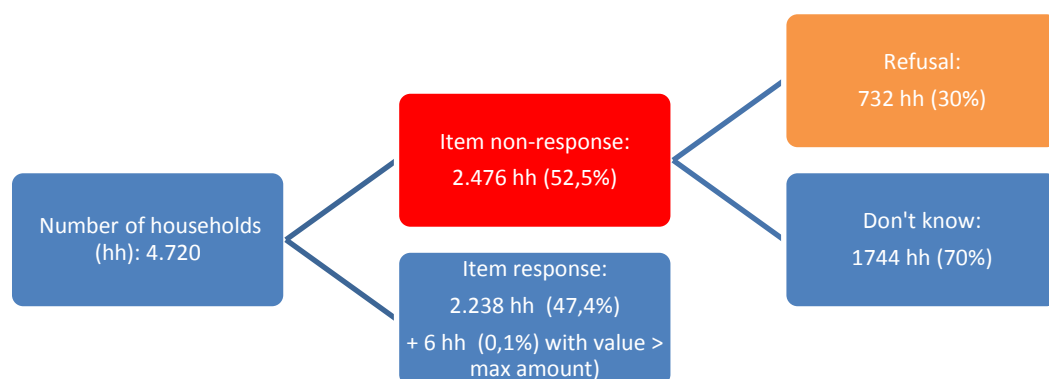 Number of households
(hh): 4.720
Item non-response:
2.476 hh (52,5%)
Item response:
2.238 hh (47,4%)
+ 6 hh (0,1%) with value >
max amount)
Refusal:
732 hh (30%)
Don't know:
1744 hh (70%)